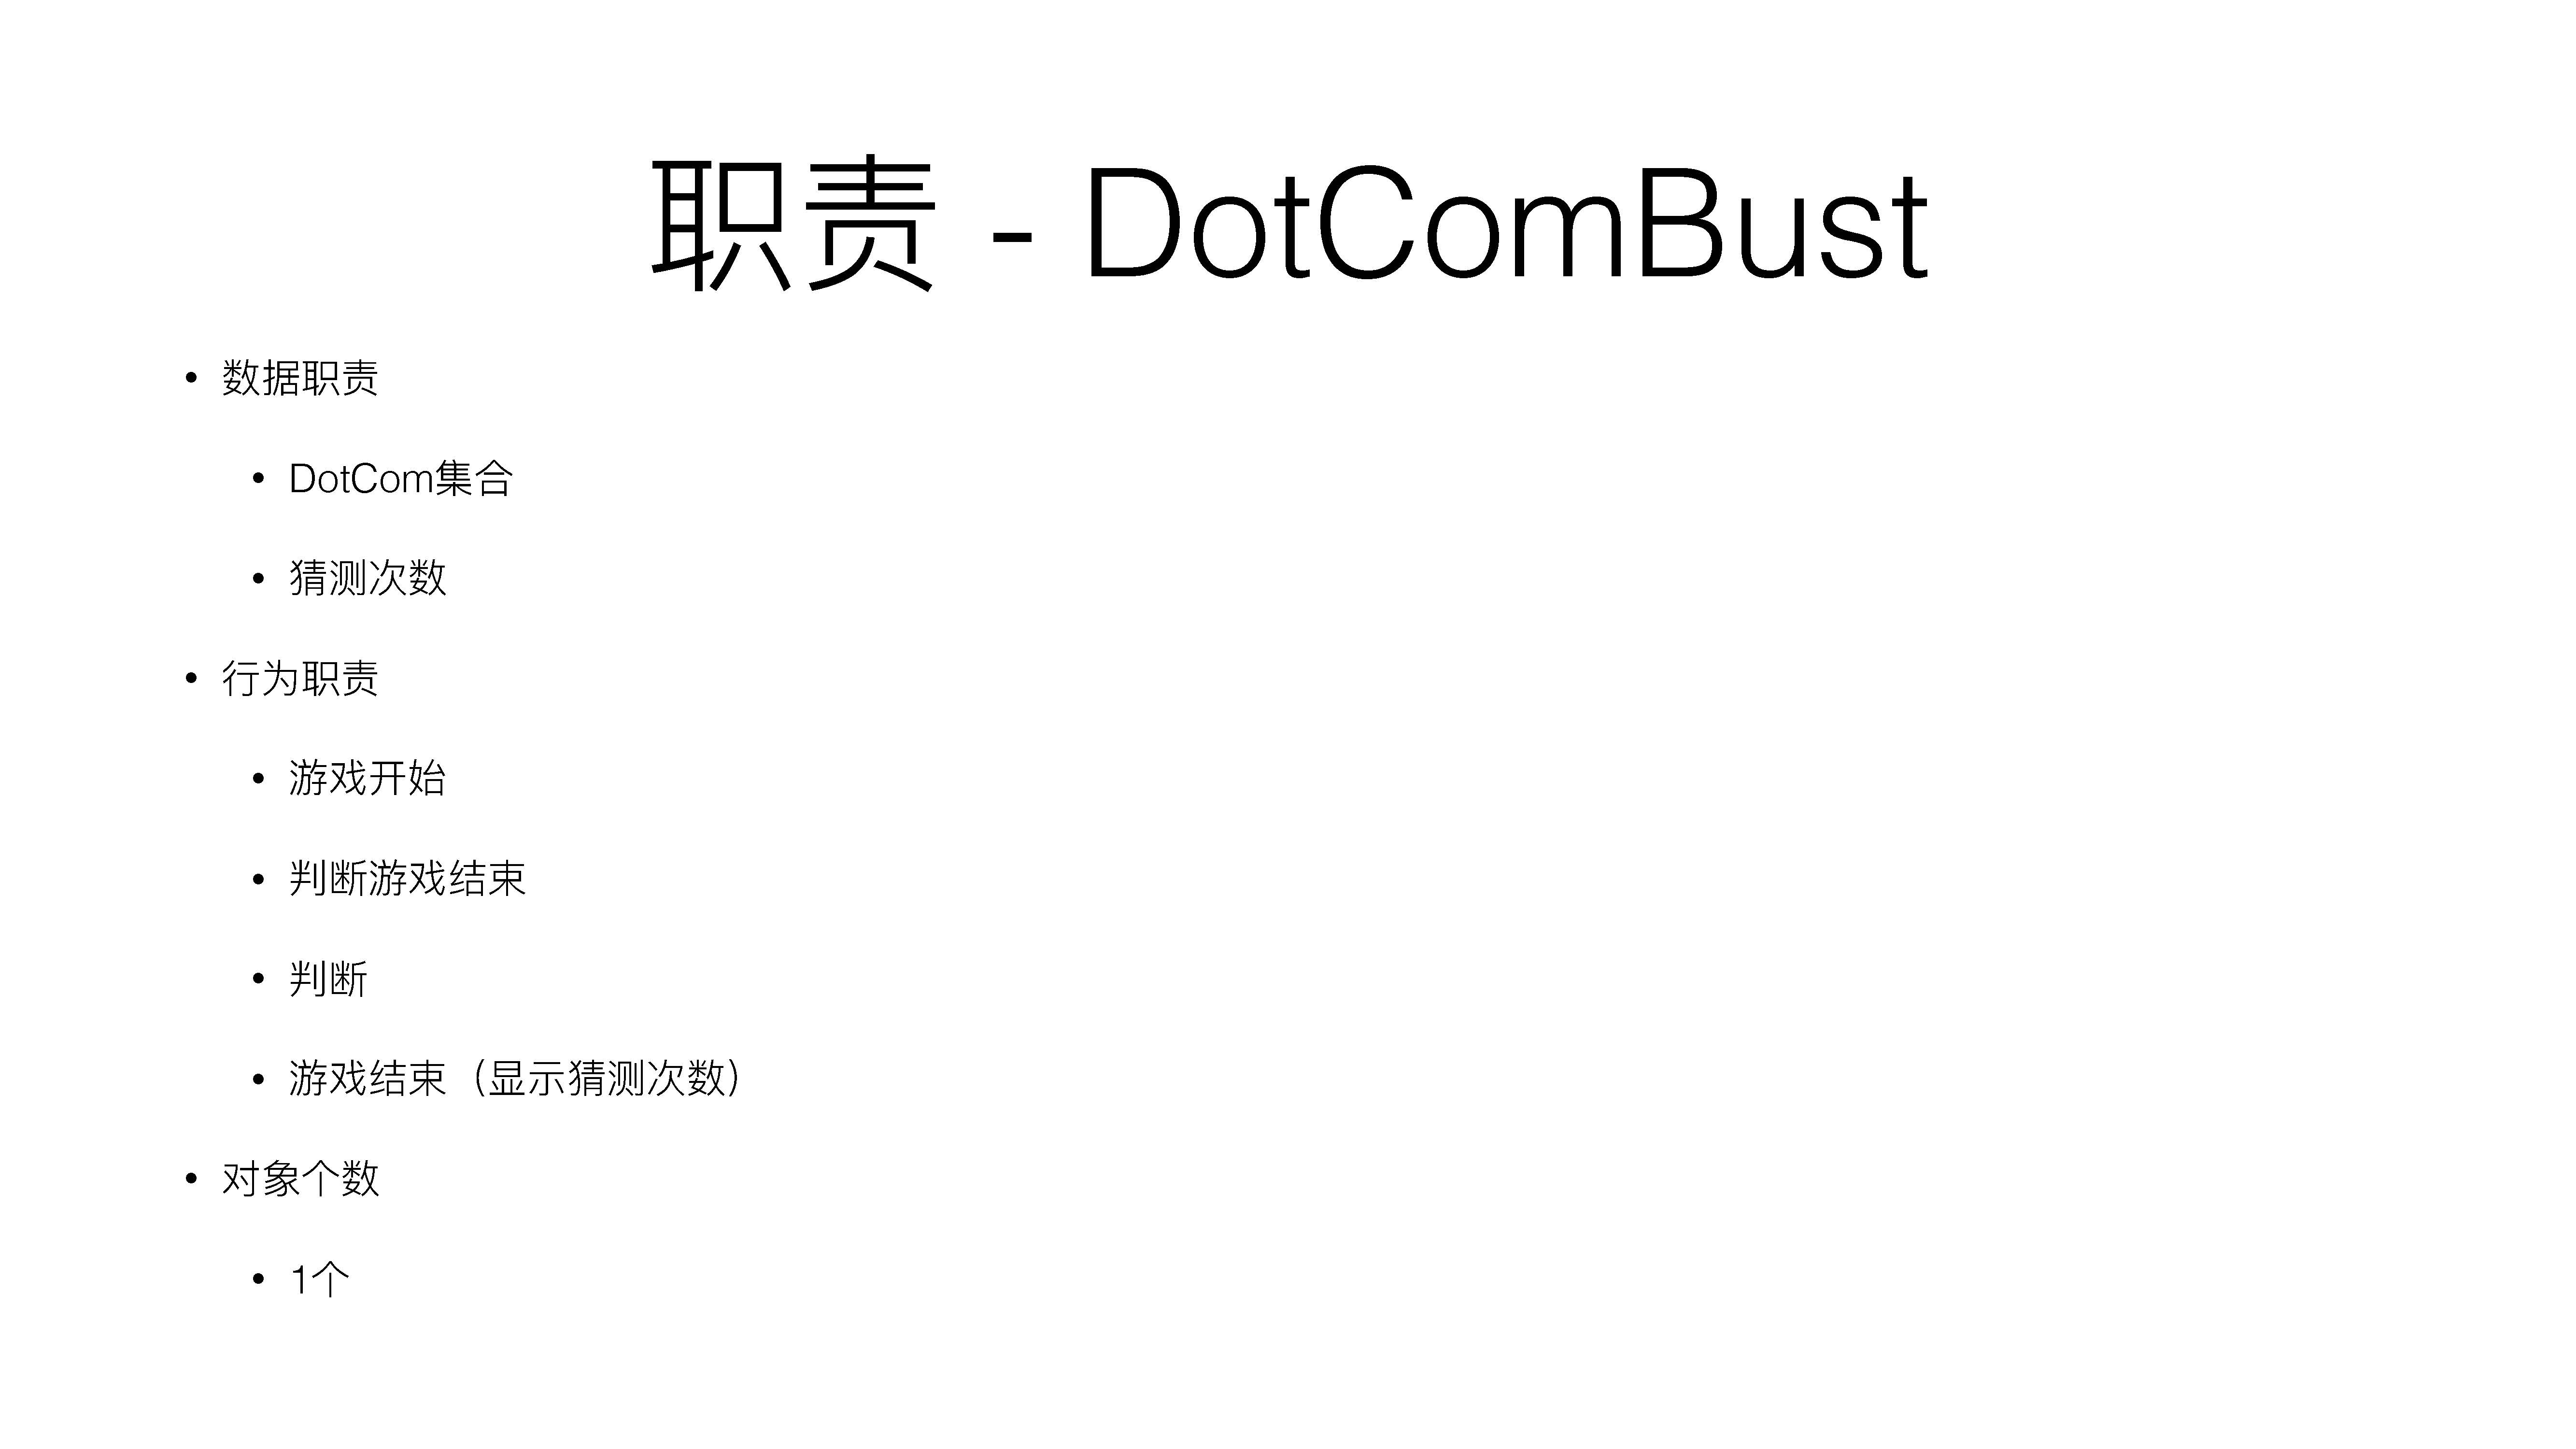 职责 - DotComBust
• 数据职责
• DotCom集合
• 猜测次数
• 行为职责
• 游戏开始
• 判断游戏结束
• 判断
• 游戏结束（显示猜测次数）
• 对象个数
• 1个